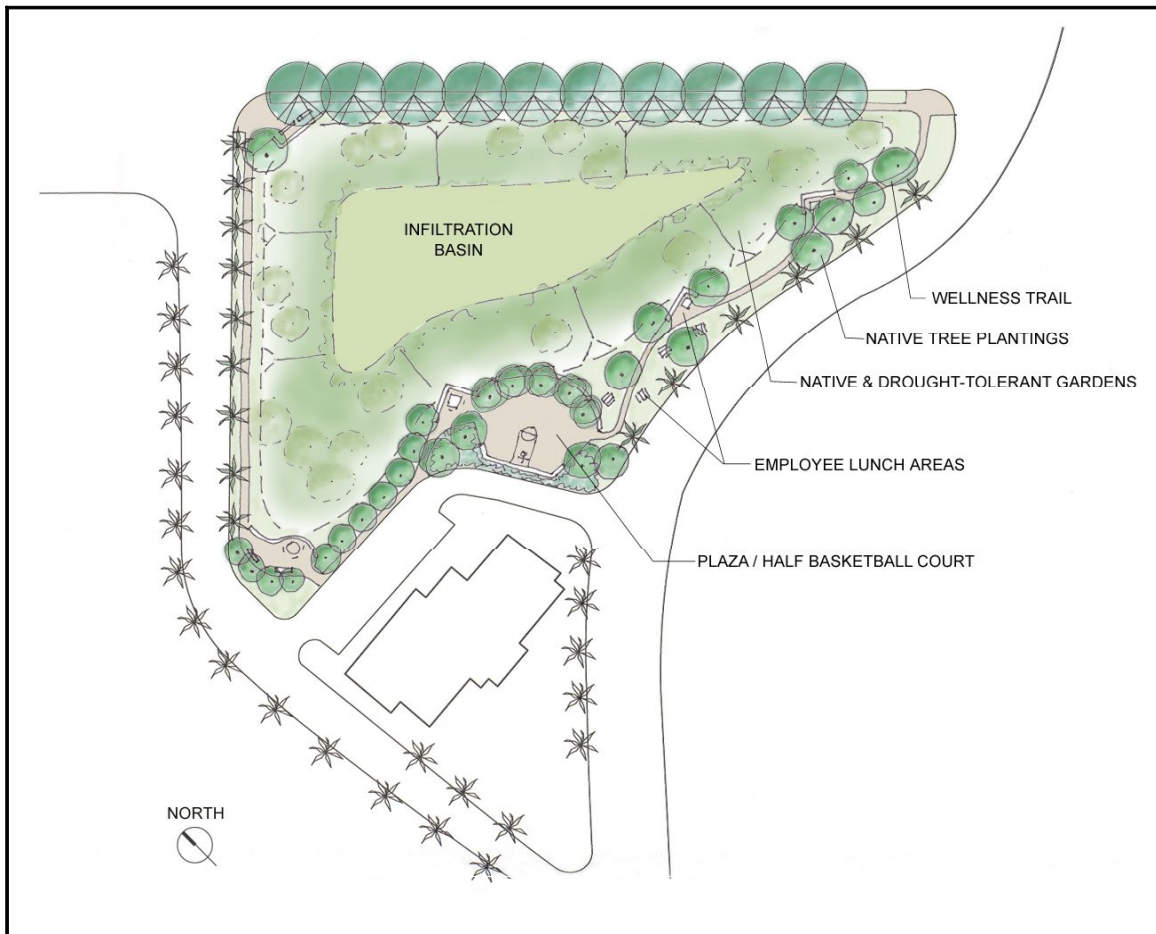 INFILTRATION
BASIN
WELLNESS TRAIL
NATIVE TREE PLANTINGS
NATIVE & DROUGHT-TOLERANT GARDENS
EMPLOYEE LUNCH AREAS
PLAZA / HALF BASKETBALL COURT
NORTH